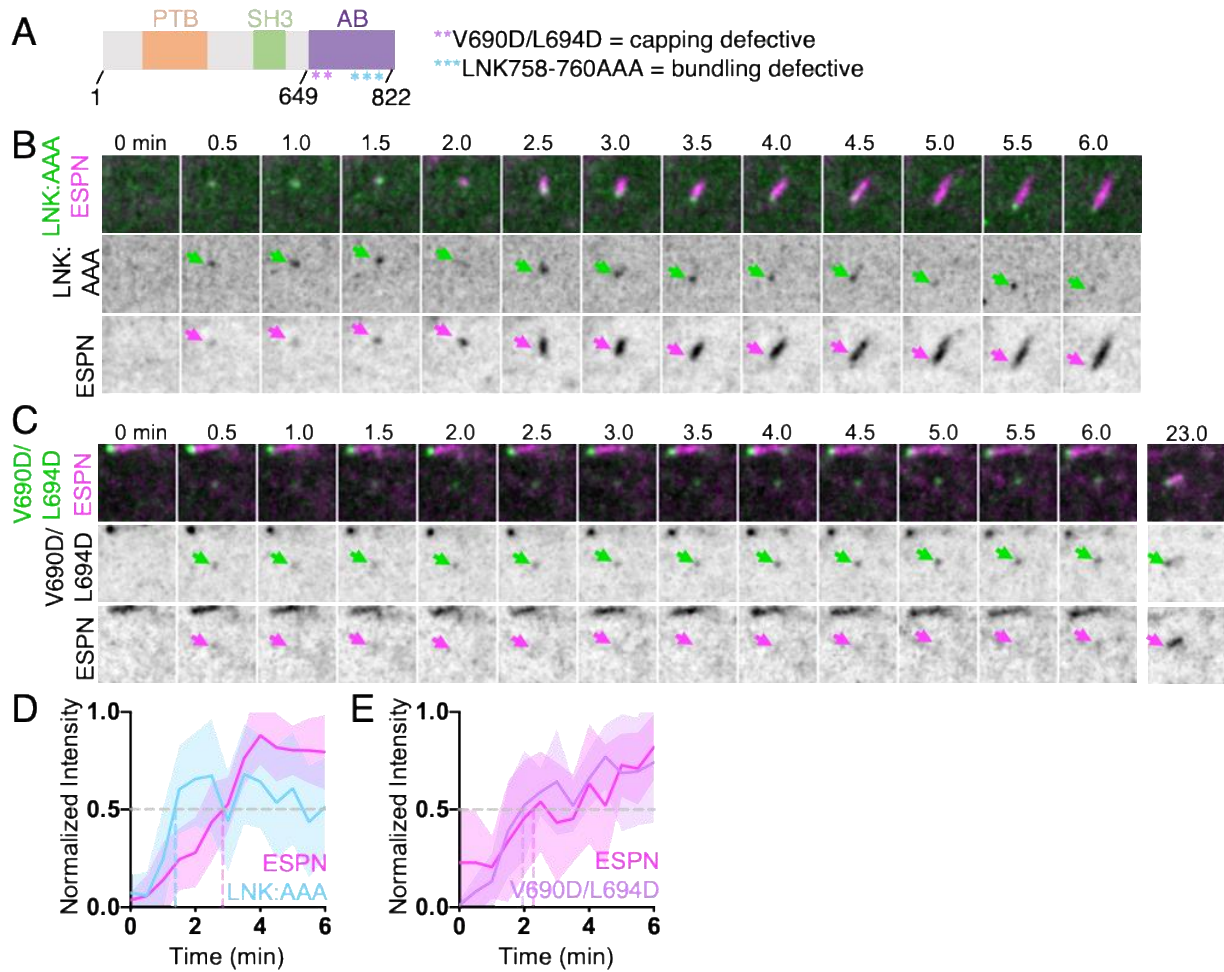 A
PTB SH3 AB
**V690D/L694D = capping defective
***LNK758-760AAA = bundling defective
** ***
1 649 822
B
0 min 0.5 1.0 1.5 2.0 2.5 3.0 3.5 4.0 4.5 5.0 5.5 6.0
LNK:AAA
ESPN
LNK:
AAA
ESPN
C
0 min 0.5 1.0 1.5 2.0 2.5 3.0 3.5 4.0 4.5 5.0 5.5 6.0 23.0
V690D/
L694D
ESPN
V690D/
L694D
ESPN
D
Normalized Intensity
1.0
0.5
0.0
ESPN
LNK:AAA
0 2 4 6
Time (min)
E
Normalized Intensity
1.0
0.5
0.0
ESPN
V690D/L694D
0 2 4 6
Time (min)